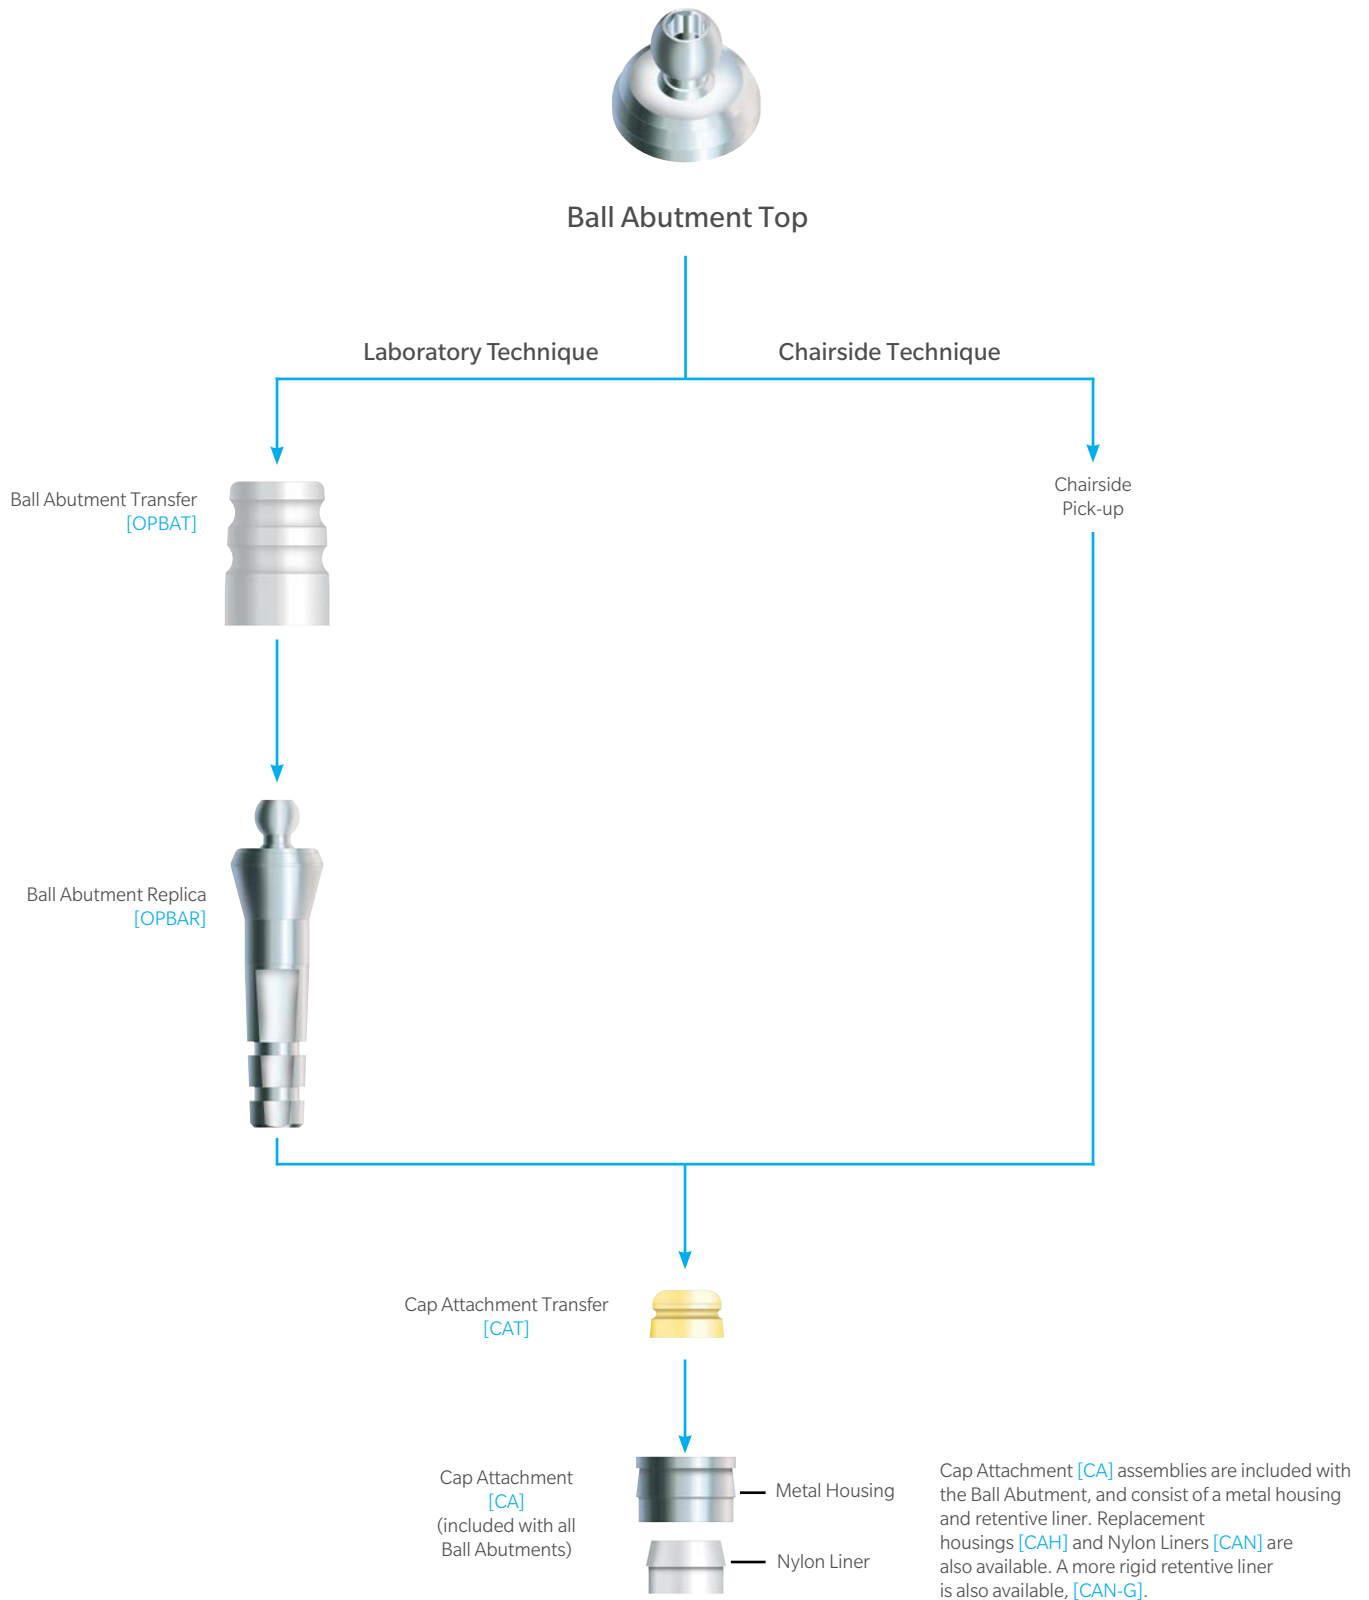 Ball Abutment Top
Laboratory Technique
Chairside Technique
Ball Abutment Transfer
[OPBAT]
Chairside
Pick-up
Ball Abutment Replica
[OPBAR]
Cap Attachment Transfer
[CAT]
Cap Attachment
[CA]
(included with all
Ball Abutments)
Metal Housing
Nylon Liner
Cap Attachment [CA] assemblies are included with
the Ball Abutment, and consist of a metal housing
and retentive liner. Replacement
housings [CAH] and Nylon Liners [CAN] are
also available. A more rigid retentive liner
is also available, [CAN-G].